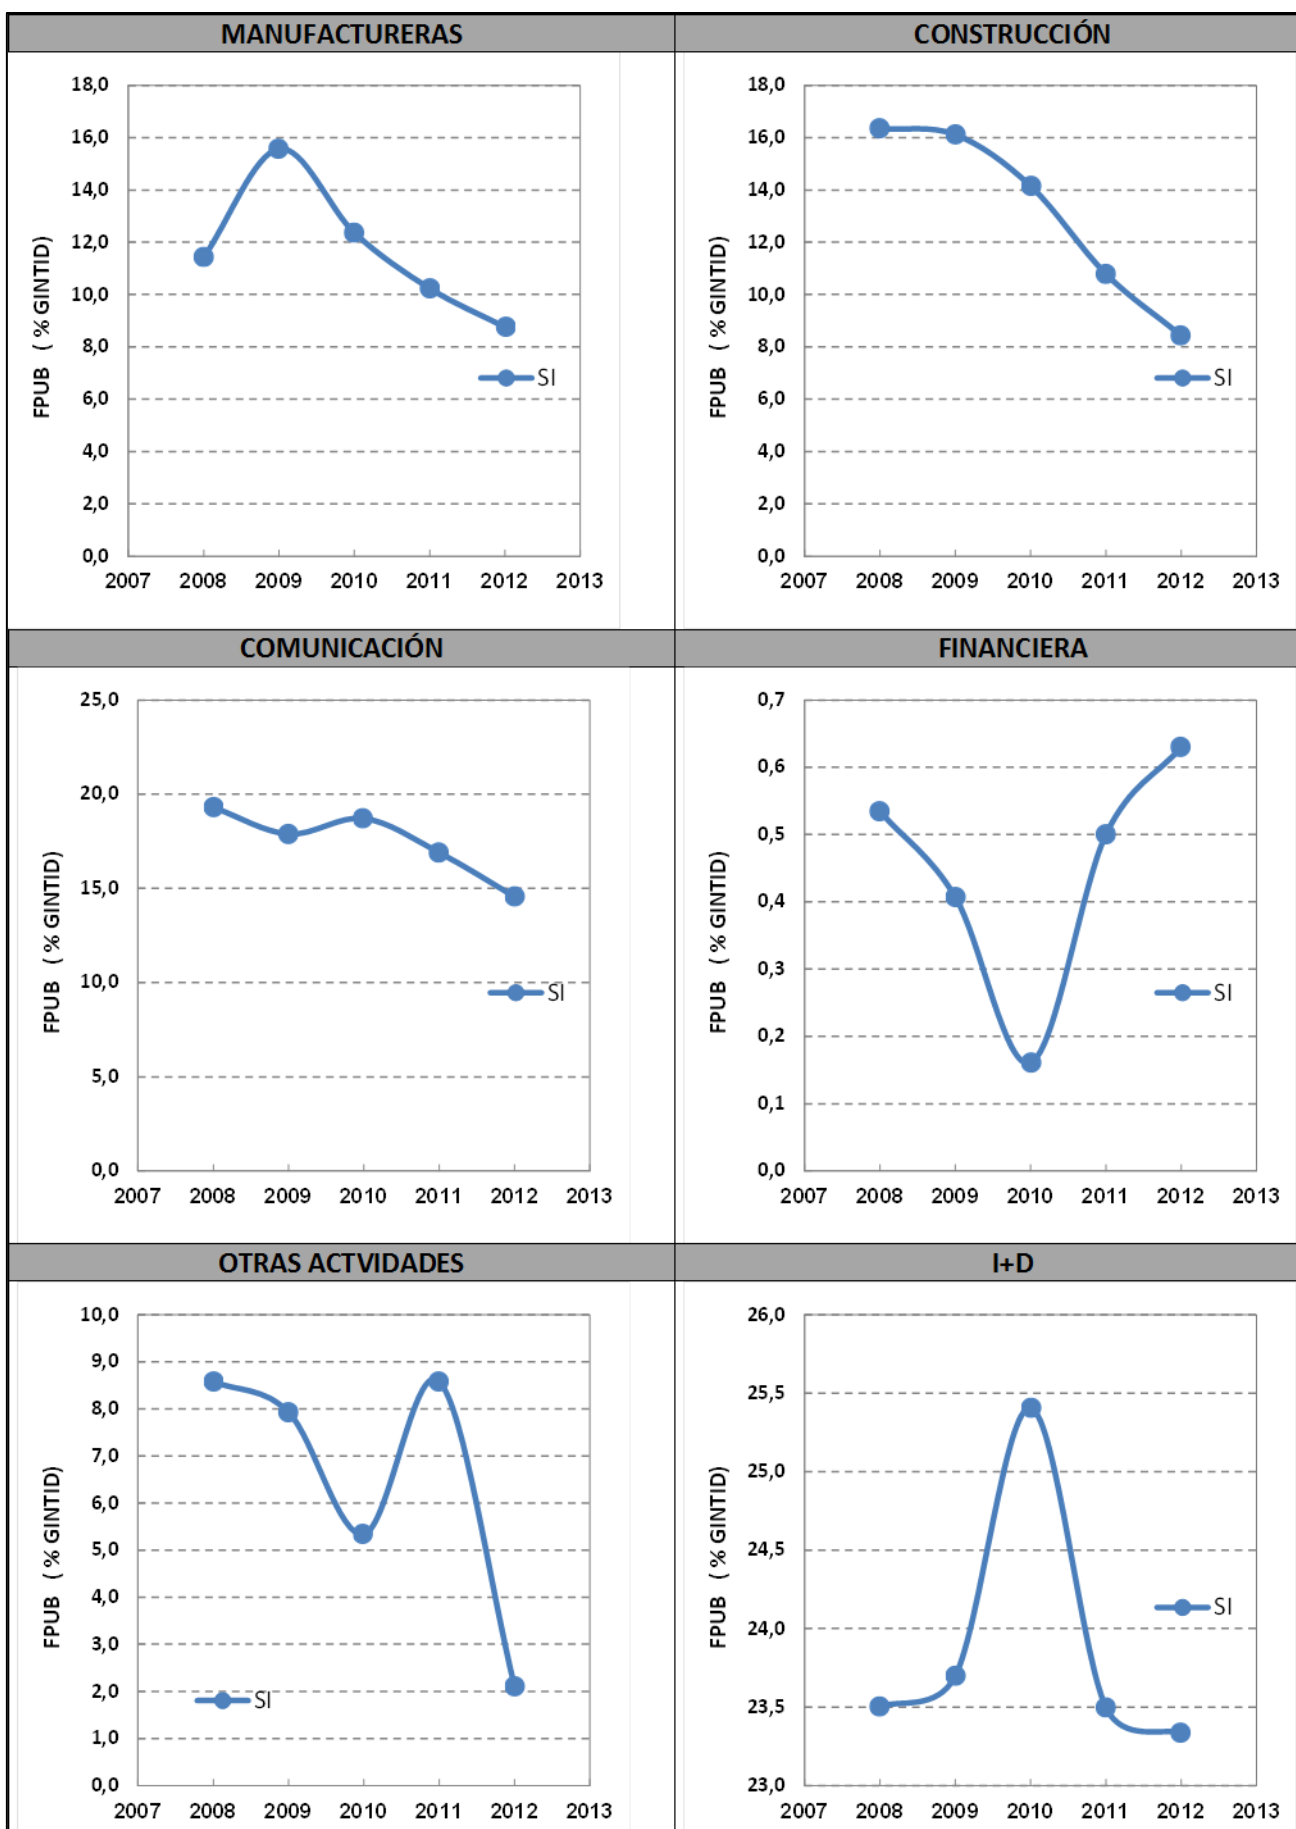 MANUFACTURERAS
FPUB ( % GINTID)
18,0
16,0
14,0
12,0
10,0
8,0
6,0
4,0
2,0
0,0
2007 2008 2009 2010 2011 2012 2013
SI
CONSTRUCCIÓN
FPUB ( % GINTID)
18,0
16,0
14,0
12,0
10,0
8,0
6,0
4,0
2,0
0,0
2007 2008 2009 2010 2011 2012 2013
SI
COMUNICACIÓN
FPUB ( % GINTID)
25,0
20,0
15,0
10,0
5,0
0,0
2007 2008 2009 2010 2011 2012 2013
SI
FINANCIERA
FPUB ( % GINTID)
0,7
0,6
0,5
0,4
0,3
0,2
0,1
0,0
2007 2008 2009 2010 2011 2012 2013
SI
OTRAS ACTVIDADES
FPUB ( % GINTID)
10,0
9,0
8,0
7,0
6,0
5,0
4,0
3,0
2,0
1,0
0,0
2007 2008 2009 2010 2011 2012 2013
SI
I+D
FPUB ( % GINTID)
26,0
25,5
25,0
24,5
24,0
23,5
23,0
2007 2008 2009 2010 2011 2012 2013
SI